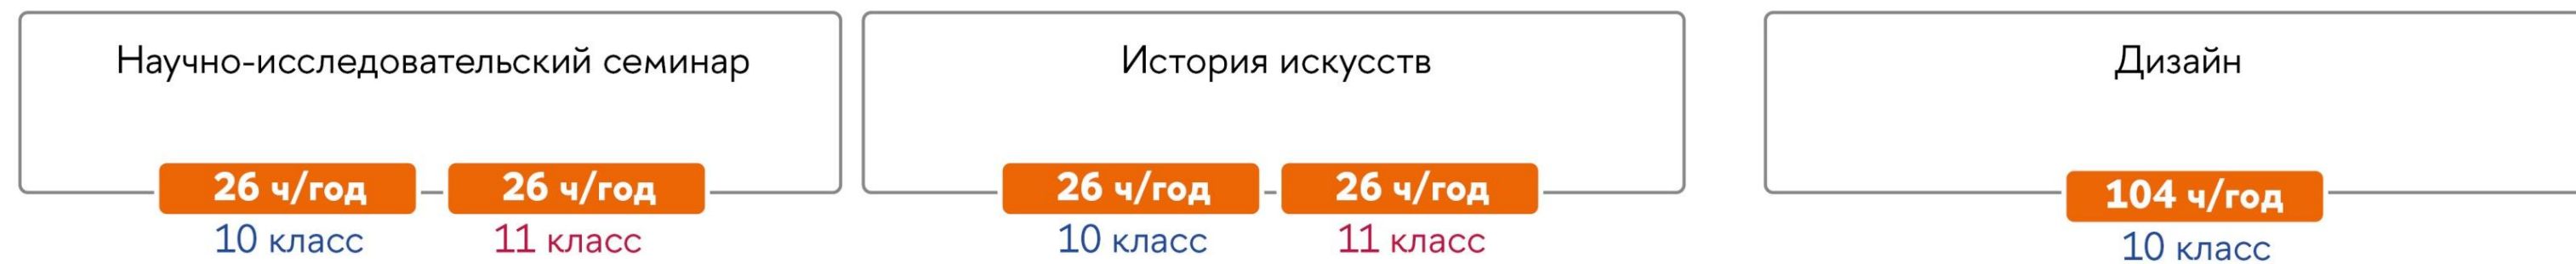 Научно-исследовательский семинар
26 ч/год 26 ч/год
10 класс 11 класс
История искусств
26 ч/год 26 ч/год
10 класс 11 класс
Дизайн
104 ч/год
10 класс